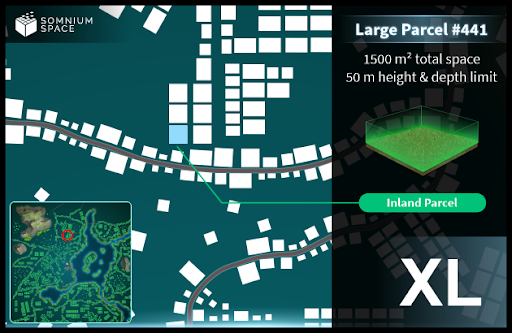 SOMNIUM
SPACE
Large Parcel #441
1500 m² total space
50 m height & depth limit
Inland Parcel
XL